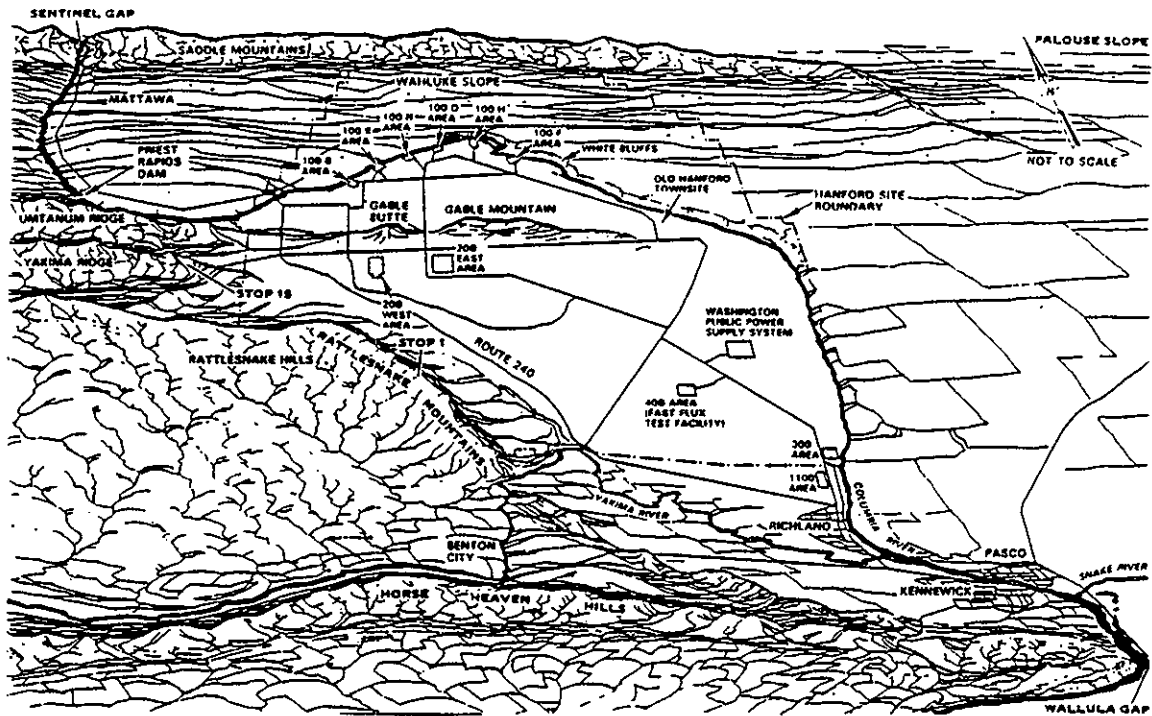 SENTINEL GAP
SADDLE MOUNTAINS
PALOUSE SLOPE
WAHLUKE SLOPE
N
MATTAWA
100 D
AREA
100 H
AREA
100 N
AREA
100 F
AREA
WHITE BLUFFS
NOT TO SCALE
PRIEST
RAPIDS
DAM
100 B
AREA
OLD HANFORD
TOWNSITE
HANFORD SITE
BOUNDARY
UMTANUM RIDGE
GABLE
BUTTE
GABLE MOUNTAIN
YAKIMA RIDGE
200
EAST
AREA
STOP 1S
200
WEST
AREA
WASHINGTON
PUBLIC POWER
SUPPLY SYSTEM
STOP 1
RATTLESNAKE HILLS
RATTLESNAKE
MOUNTAINS
ROUTE 240
400 AREA
(FAST FLUX
TEST FACILITY)
300
AREA
1100
AREA
COLUMBIA
RIVER
YAKIMA RIVER
RICHLAND
BENTON
CITY
PASCO
SNAKE RIVER
KENNEWICK
HORSE HEAVEN HILLS
WALLULA GAP